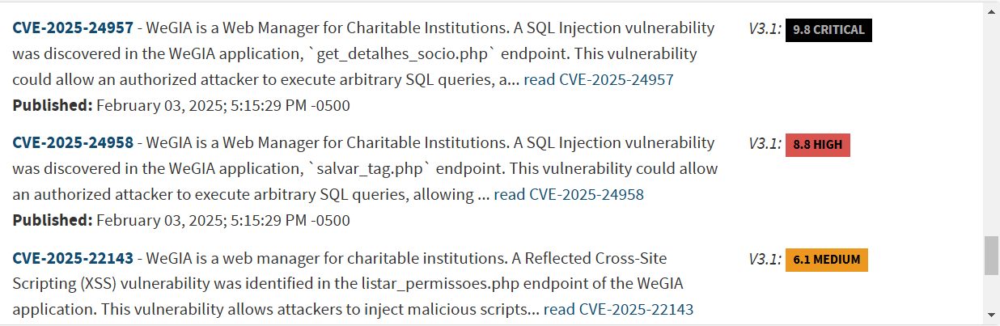 CVE-2025-24957 - WeGIA is a Web Manager for Charitable Institutions. A SQL Injection vulnerability V3.1: 9.8 CRITICAL
was discovered in the WeGIA application, `get_detalhes_socio.php` endpoint. This vulnerability
could allow an authorized attacker to execute arbitrary SQL queries, a... read CVE-2025-24957
Published: February 03, 2025; 5:15:29 PM -0500
CVE-2025-24958 - WeGIA is a Web Manager for Charitable Institutions. A SQL Injection vulnerability V3.1: 8.8 HIGH
was discovered in the WeGIA application, `salvar_tag.php` endpoint. This vulnerability could allow
an authorized attacker to execute arbitrary SQL queries, allowing ... read CVE-2025-24958
Published: February 03, 2025; 5:15:29 PM -0500
CVE-2025-22143 - WeGIA is a web manager for charitable institutions. A Reflected Cross-Site V3.1: 6.1 MEDIUM
Scripting (XSS) vulnerability was identified in the listar_permissoes.php endpoint of the WeGIA
application. This vulnerability allows attackers to inject malicious scripts... read CVE-2025-22143